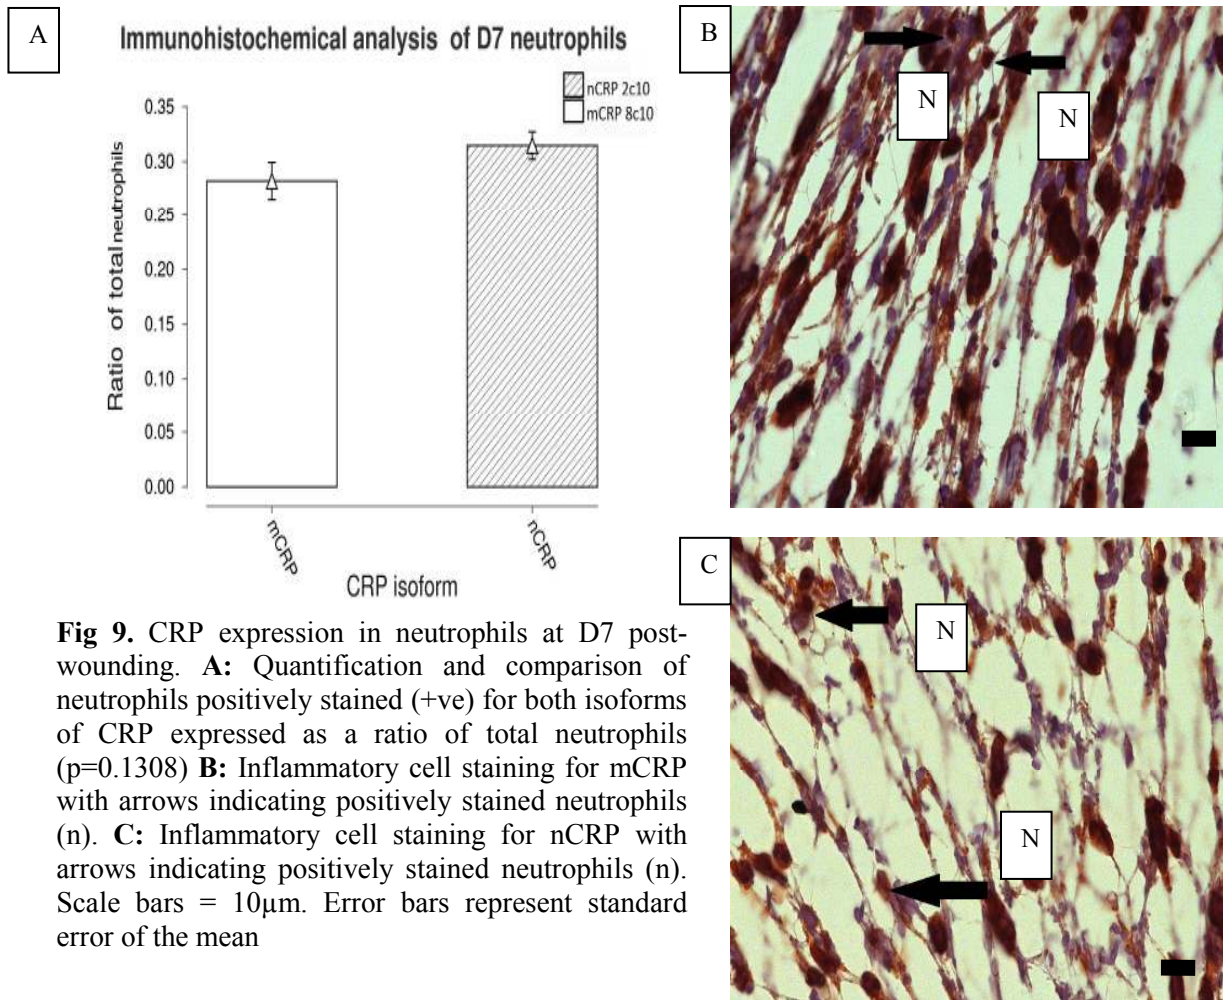 A
Immunohistochemical analysis of D7 neutrophils
nCRP 2c10
mCRP 8c10
Ratio of total neutrophils
0.35
0.30
0.25
0.20
0.15
0.10
0.05
0.00
mCRP
nCRP
CRP isoform
B
N
N
C
N
N
Fig 9. CRP expression in neutrophils at D7 post-
wounding. A: Quantification and comparison of
neutrophils positively stained (+ve) for both isoforms
of CRP expressed as a ratio of total neutrophils
(p=0.1308) B: Inflammatory cell staining for mCRP
with arrows indicating positively stained neutrophils
(n). C: Inflammatory cell staining for nCRP with
arrows indicating positively stained neutrophils (n).
Scale bars = 10µm. Error bars represent standard
error of the mean